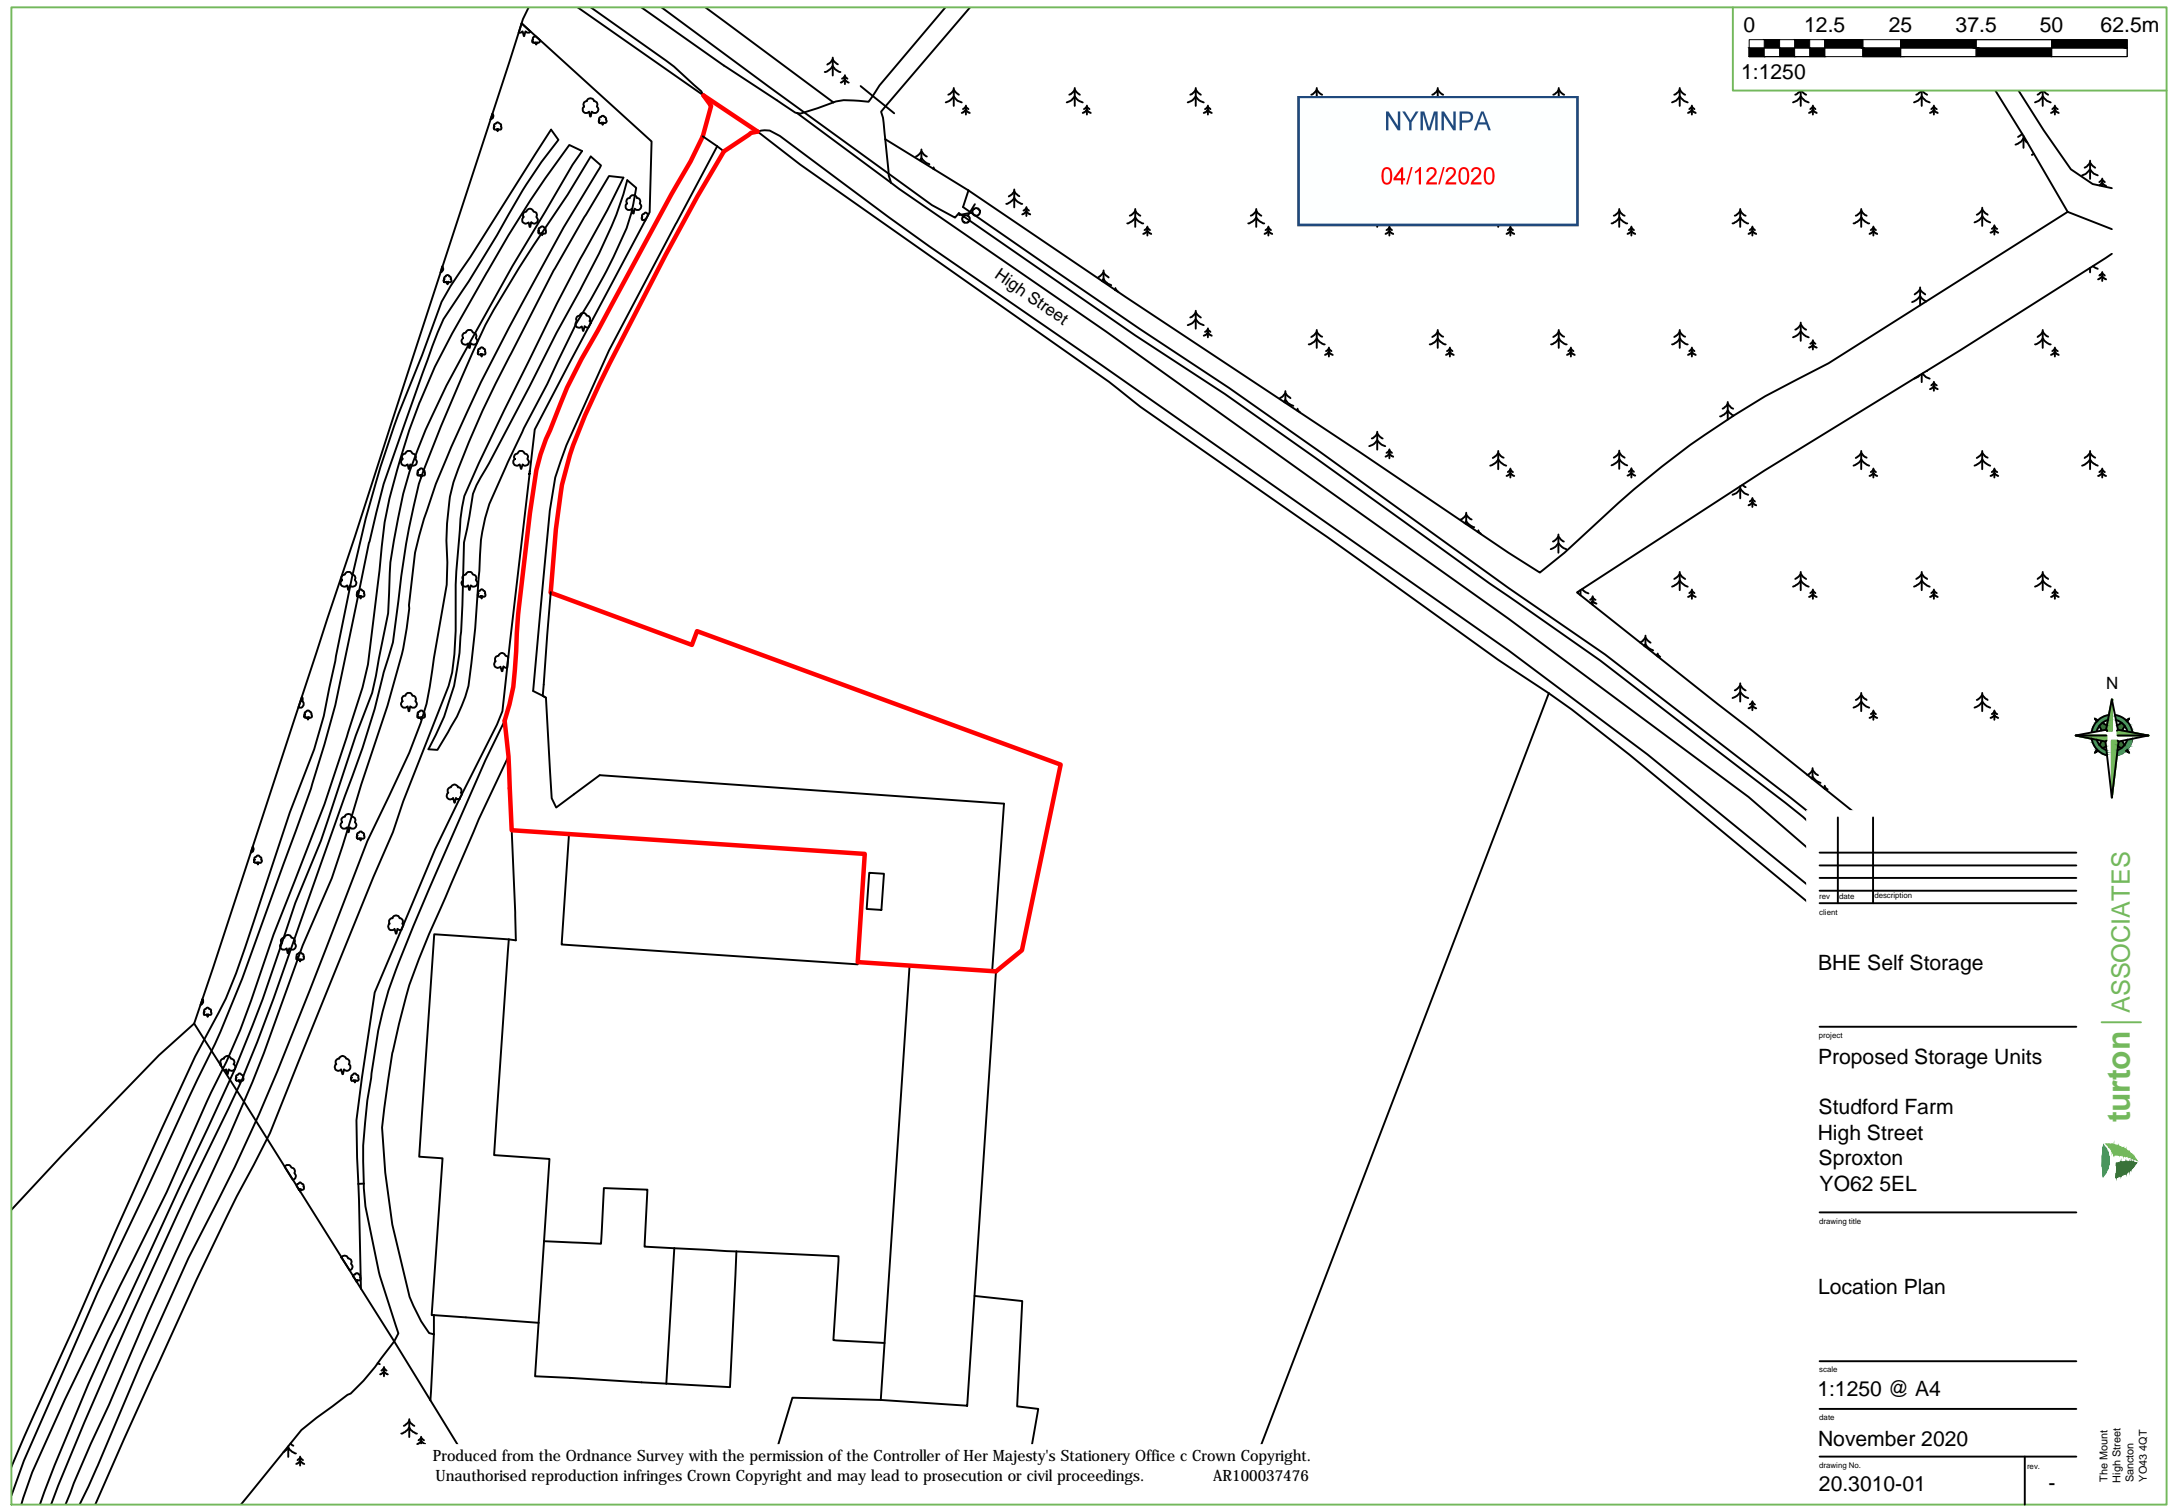 0 12.5 25 37.5 50 62.5m
1:1250
NYMNPA
04/12/2020
High Street
N
rev date description
client
BHE Self Storage
project
Proposed Storage Units
Studford Farm
High Street
Sproxton
YO62 5EL
drawing title
Location Plan
scale
1:1250 @ A4
date
November 2020
drawing No. rev.
20.3010-01 -
turton | ASSOCIATES
The Mount
High Street
Sancton
YO43 4QT
Produced from the Ordnance Survey with the permission of the Controller of Her Majesty's Stationery Office c Crown Copyright.
Unauthorised reproduction infringes Crown Copyright and may lead to prosecution or civil proceedings. AR100037476